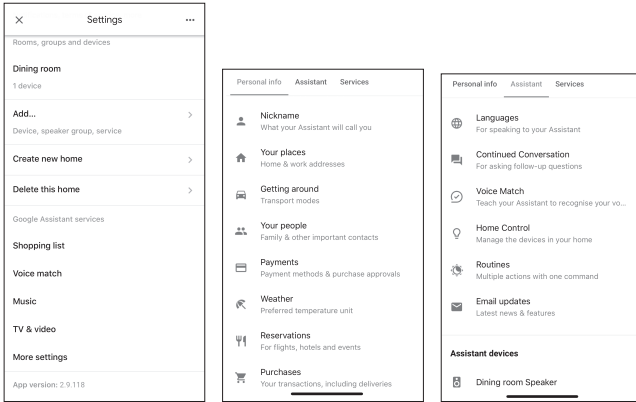 Settings
Rooms, groups and devices
Dining room
1 device
Add...
Device, speaker group, service
Create new home
Delete this home
Google Assistant services
Shopping list
Voice match
Music
TV & video
More settings
App version: 2.9.118
Personal info Assistant Services
Nickname
What your Assistant will call you
Your places
Home & work addresses
Getting around
Transport modes
Your people
Family & other important contacts
Payments
Payment methods & purchase approvals
Weather
Preferred temperature unit
Reservations
For flights, hotels and events
Purchases
Your transactions, including deliveries
Personal info Assistant Services
Languages
For speaking to your Assistant
Continued Conversation
For asking follow-up questions
Voice Match
Teach your Assistant to recognise your vo...
Home Control
Manage the devices in your home
Routines
Multiple actions with one command
Email updates
Latest news & features
Assistant devices
Dining room Speaker